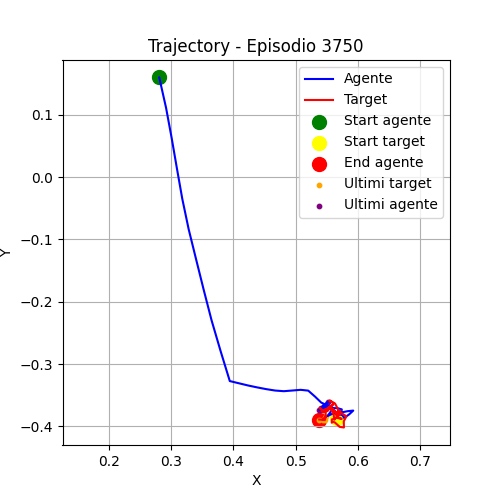 Trajectory - Episodio 3750
Agente
Target
Start agente
Start target
End agente
Ultimi target
Ultimi agente
Y
0.1
0.0
−0.1
−0.2
−0.3
−0.4
0.2 0.3 0.4 0.5 0.6 0.7
X